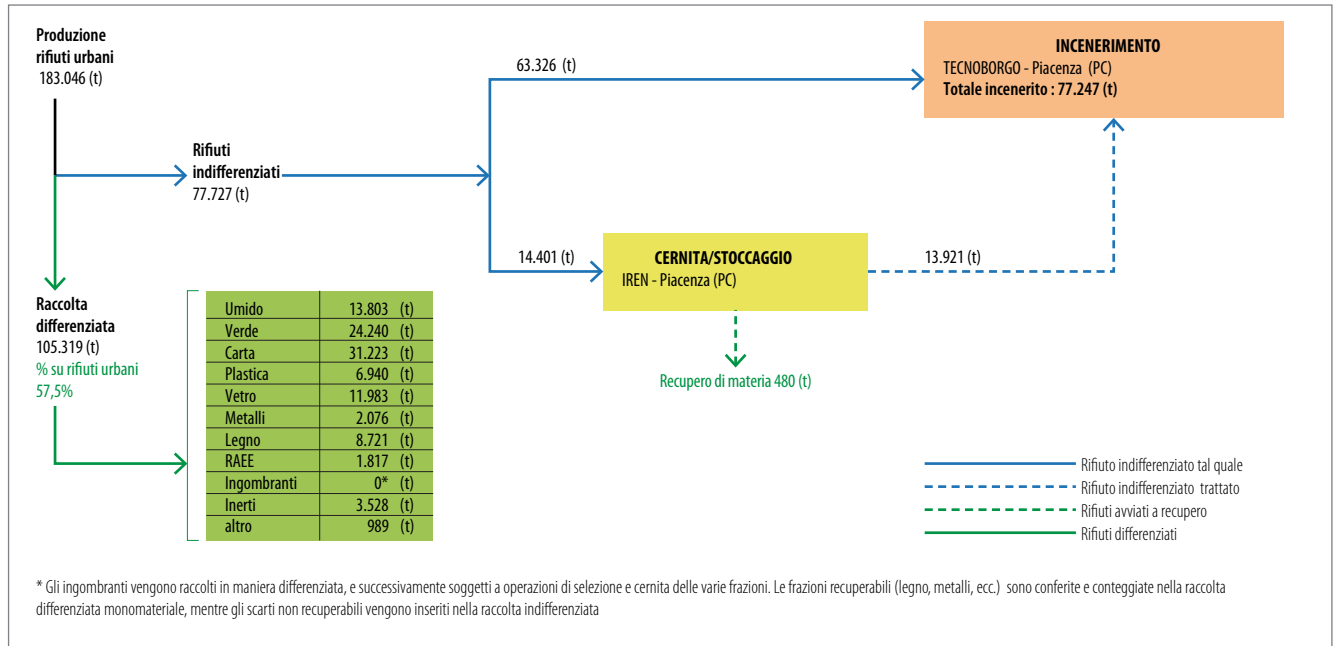 Produzione
rifiuti urbani
183.046 (t)
63.326 (t)
INCENERIMENTO
TECNOBORGO - Piacenza (PC)
Totale incenerito : 77.247 (t)
Rifiuti
indifferenziati
77.727 (t)
14.401 (t)
CERNITA/STOCCAGGIO
IREN - Piacenza (PC)
13.921 (t)
Recupero di materia 480 (t)
Raccolta
differenziata
105.319 (t)
% su rifiuti urbani
57,5%
Umido 13.803 (t)
Verde 24.240 (t)
Carta 31.223 (t)
Plastica 6.940 (t)
Vetro 11.983 (t)
Metalli 2.076 (t)
Legno 8.721 (t)
RAEE 1.817 (t)
Ingombranti 0* (t)
Inerti 3.528 (t)
altro 989 (t)
Rifiuto indifferenziato tal quale
Rifiuto indifferenziato trattato
Rifiuti avviati a recupero
Rifiuti differenziati
* Gli ingombranti vengono raccolti in maniera differenziata, e successivamente soggetti a operazioni di selezione e cernita delle varie frazioni. Le frazioni recuperabili (legno, metalli, ecc.) sono conferite e conteggiate nella raccolta
differenziata monomateriale, mentre gli scarti non recuperabili vengono inseriti nella raccolta indifferenziata